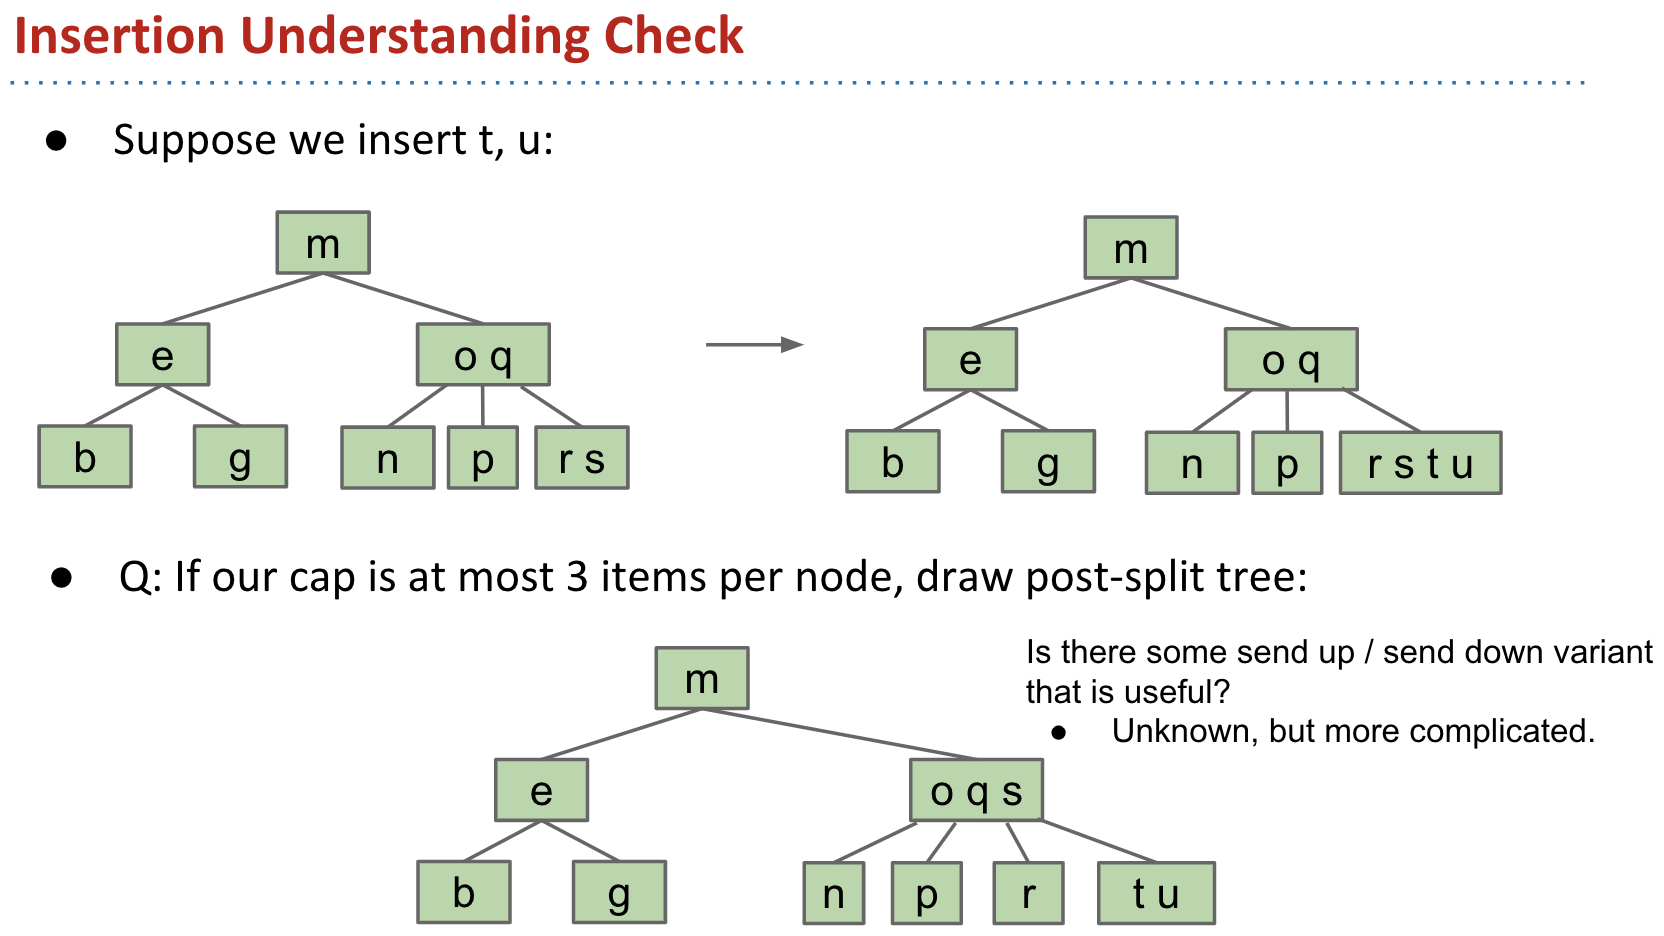 Insertion Understanding Check
● Suppose we insert t, u:
m
m
e
o q
e
o q
b
g
n
p
r s
b
g
n
p
r s t u
● Q: If our cap is at most 3 items per node, draw post-split tree:
m
Is there some send up / send down variant
that is useful?
● Unknown, but more complicated.
e
o q s
b
g
n
p
r
t u